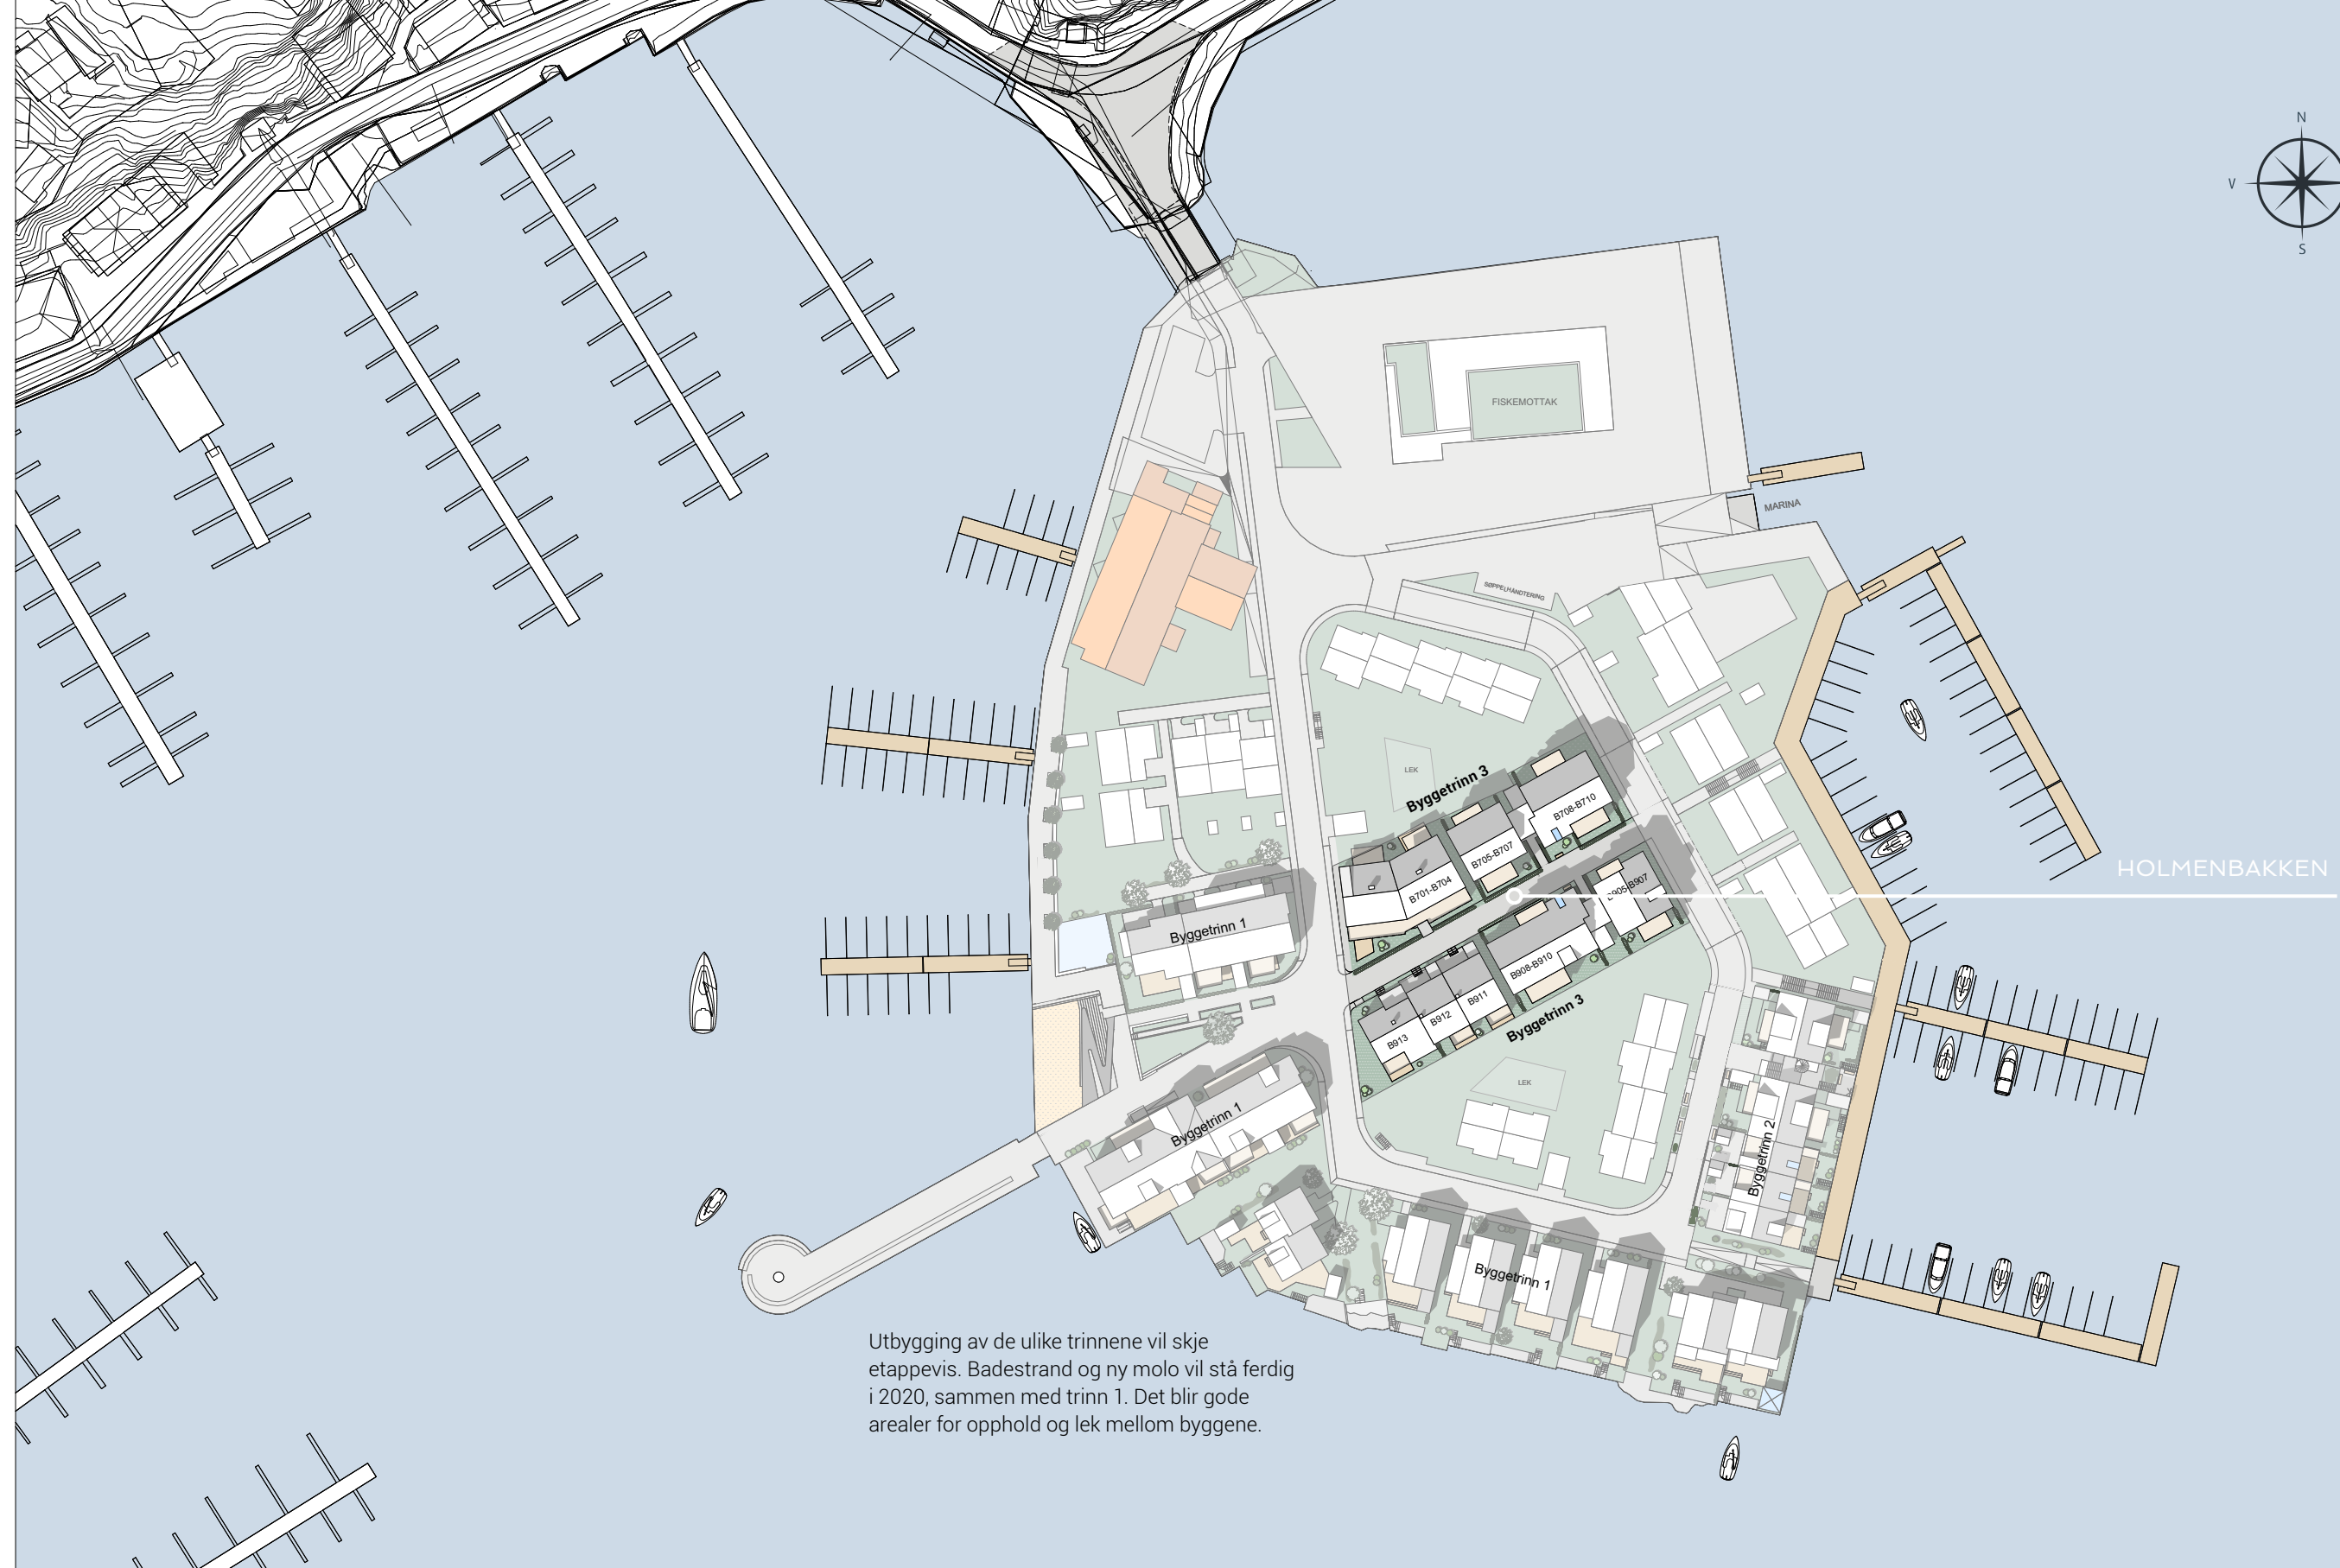 N
V
S
FISKEMOTTAK
MARINA
SØPPELHÅNDTERING
LEK
Byggetrinn 3
B708-B710
B705-B707
B701-B704
B905-B907
HOLMENBAKKEN
Byggetrinn 1
B908-B910
B911
B912
B913
Byggetrinn 3
LEK
Byggetrinn 1
Byggetrinn 2
Byggetrinn 1
Utbygging av de ulike trinnene vil skje
etappevis. Badestrand og ny molo vil stå ferdig
i 2020, sammen med trinn 1. Det blir gode
arealer for opphold og lek mellom byggene.